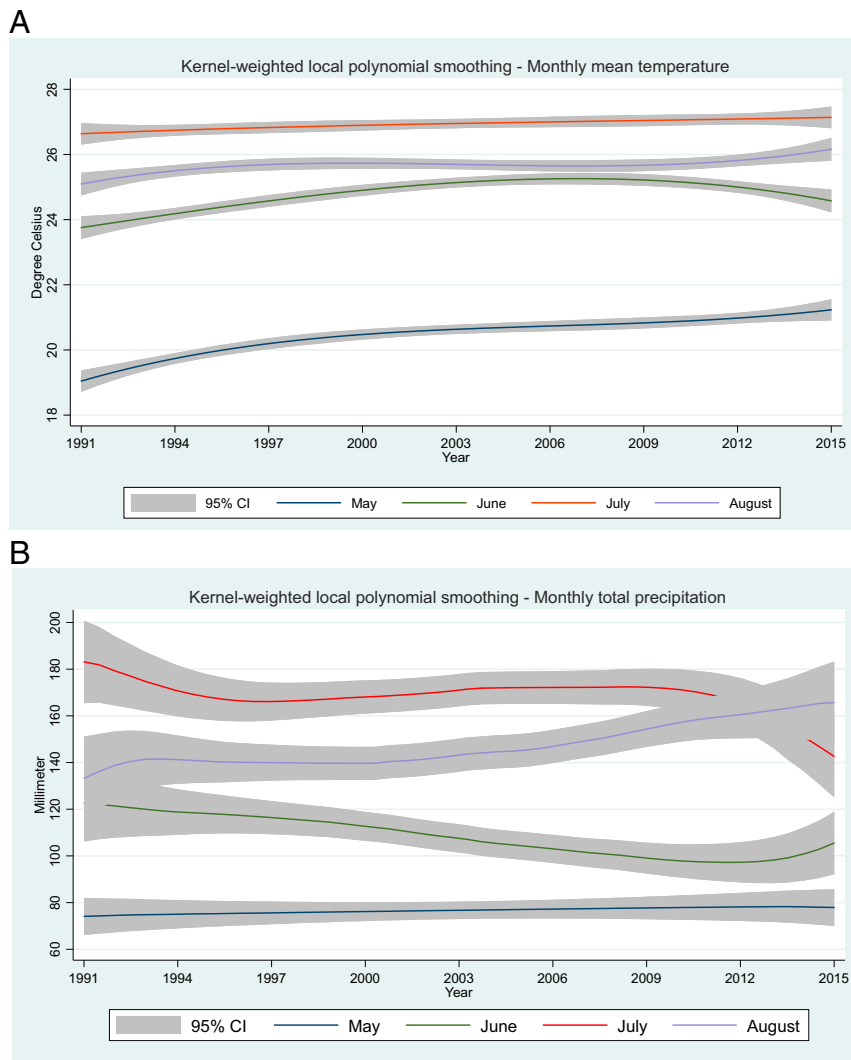 A
Kernel-weighted local polynomial smoothing - Monthly mean temperature
Degree Celsius
28
26
24
22
20
18
1991 1994 1997 2000 2003 2006 2009 2012 2015
Year
95% CI May June July August
B
Kernel-weighted local polynomial smoothing - Monthly total precipitation
Millimeter
200
180
160
140
120
100
80
60
1991 1994 1997 2000 2003 2006 2009 2012 2015
Year
95% CI May June July August